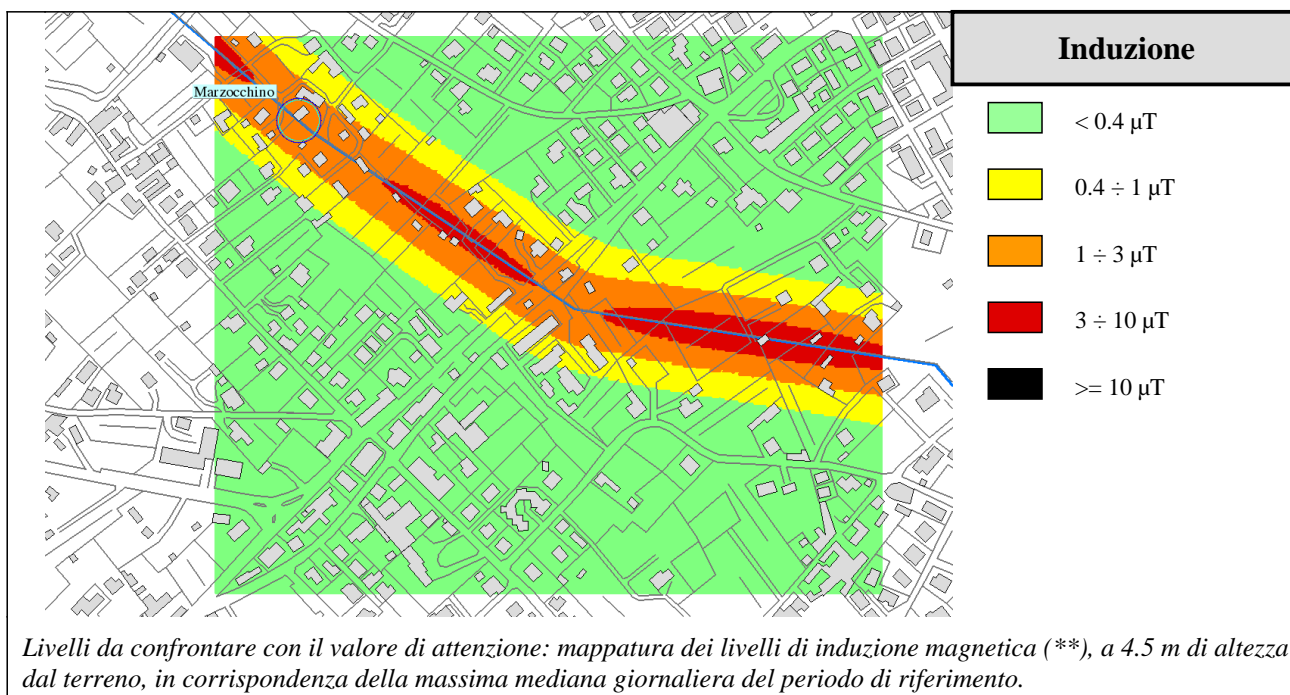 Induzione
Marzocchino
< 0.4 µT
0.4 ÷ 1 µT
1 ÷ 3 µT
3 ÷ 10 µT
>= 10 µT
Livelli da confrontare con il valore di attenzione: mappatura dei livelli di induzione magnetica (**), a 4.5 m di altezza
dal terreno, in corrispondenza della massima mediana giornaliera del periodo di riferimento.